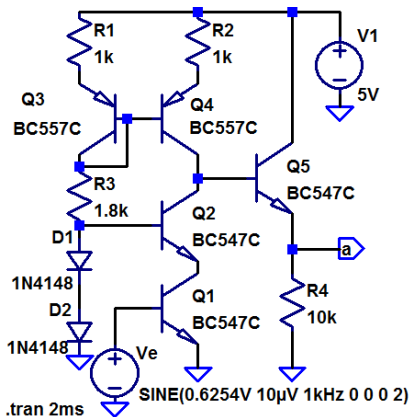 R1
1k
R2
1k
V1
5V
Q3
BC557C
Q4
BC557C
Q5
BC547C
R3
1.8k
D1
1N4148
Q2
BC547C
a
D2
1N4148
Q1
BC547C
R4
10k
Ve
SINE(0.6254V 10µV 1kHz 0 0 0 2)
.tran 2ms